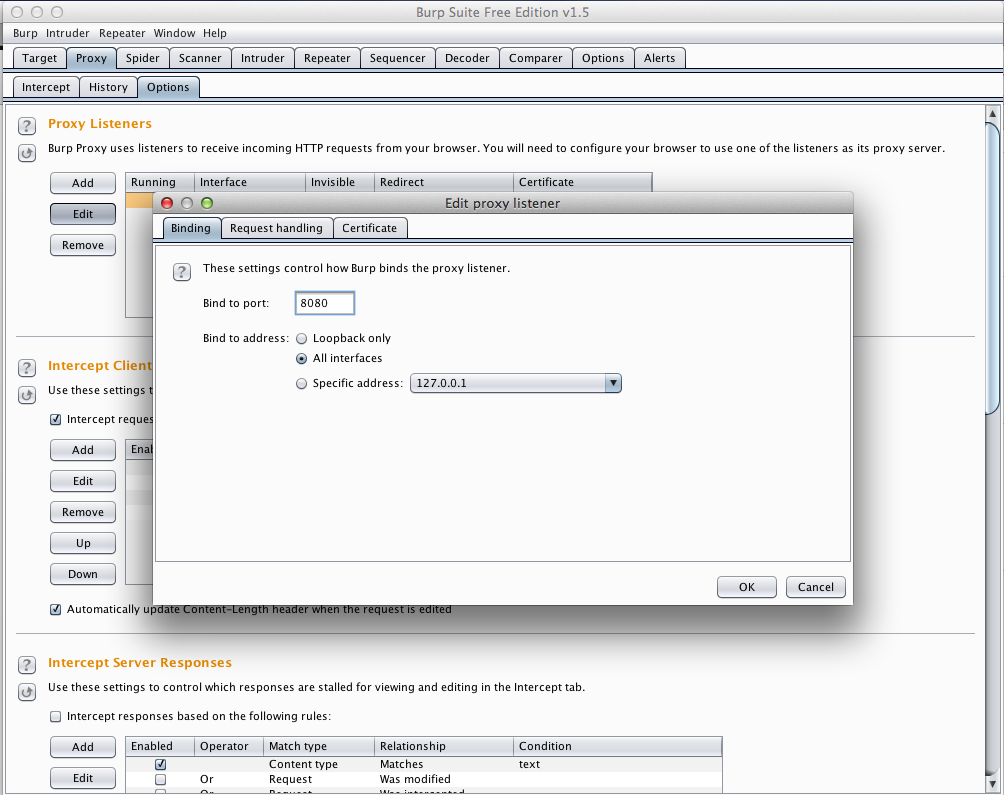 Burp Suite Free Edition v1.5
Burp Intruder Repeater Window Help
Target Proxy Spider Scanner Intruder Repeater Sequencer Decoder Comparer Options Alerts
Intercept History Options
? Proxy Listeners
Burp Proxy uses listeners to receive incoming HTTP requests from your browser. You will need to configure your browser to use one of the listeners as its proxy server.
Add Running Interface Invisible Redirect Certificate
Edit
Remove
Edit proxy listener
Binding Request handling Certificate
? These settings control how Burp binds the proxy listener.
Bind to port: 8080
Bind to address: Loopback only
All interfaces
Specific address: 127.0.0.1
OK Cancel
? Intercept Client
Use these settings t
Intercept reques
Add Enab
Edit
Remove
Up
Down
Automatically update Content-Length header when the request is edited
? Intercept Server Responses
Use these settings to control which responses are stalled for viewing and editing in the Intercept tab.
Intercept responses based on the following rules:
Add Enabled Operator Match type Relationship Condition
Content type Matches text
Edit Or Request Was modified
Or Request Was intercepted